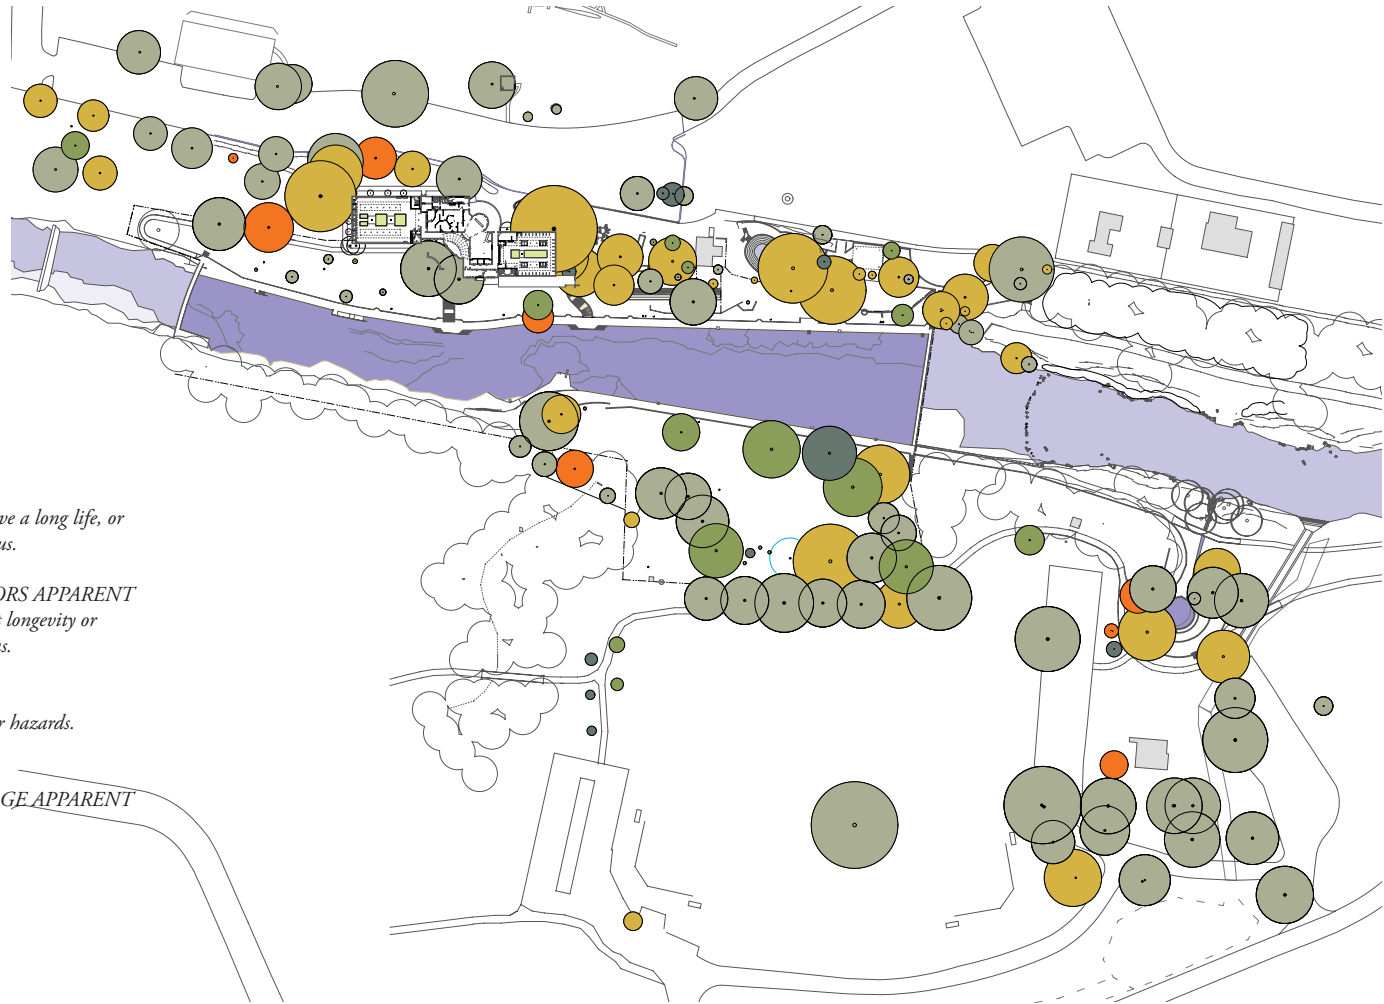 ve a long life, or
us.
ORS APPARENT
t longevity or
s.
r hazards.
GE APPARENT